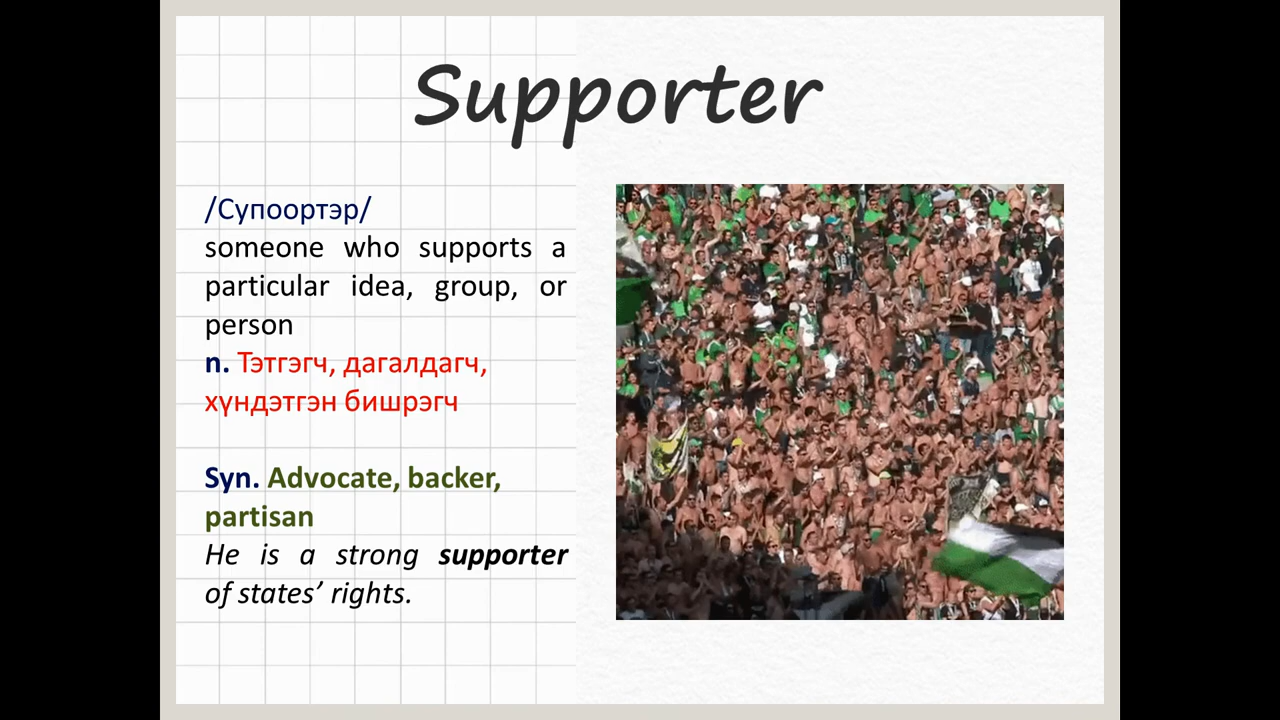 Supporter
/Супоортэр/
someone who supports a
particular idea, group, or
person
n. Тэтгэгч, дагалдагч,
хүндэтгэн бишрэгч
Syn. Advocate, backer,
partisan
He is a strong supporter
of states’ rights.